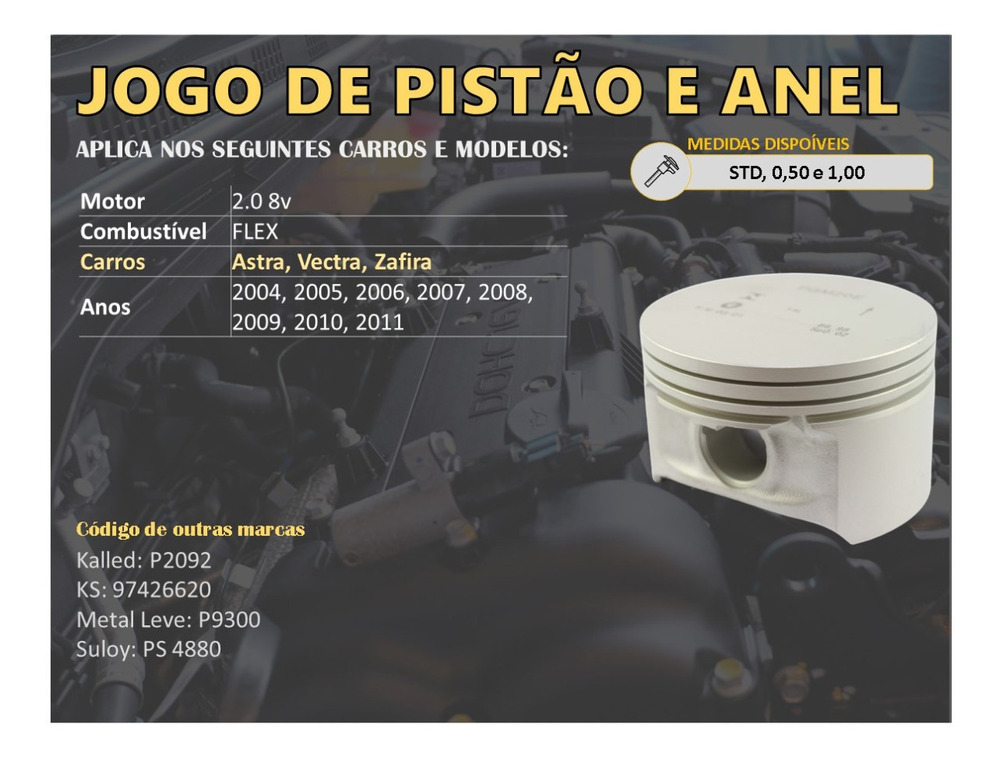 JOGO DE PISTÃO E ANEL
APLICA NOS SEGUINTES CARROS E MODELOS:
MEDIDAS DISPOÍVEIS
STD, 0,50 e 1,00
Motor 2.0 8v
Combustível FLEX
Carros Astra, Vectra, Zafira
Anos 2004, 2005, 2006, 2007, 2008,
2009, 2010, 2011
DOHC 16V
Código de outras marcas
Kalled: P2092
KS: 97426620
Metal Leve: P9300
Suloy: PS 4880